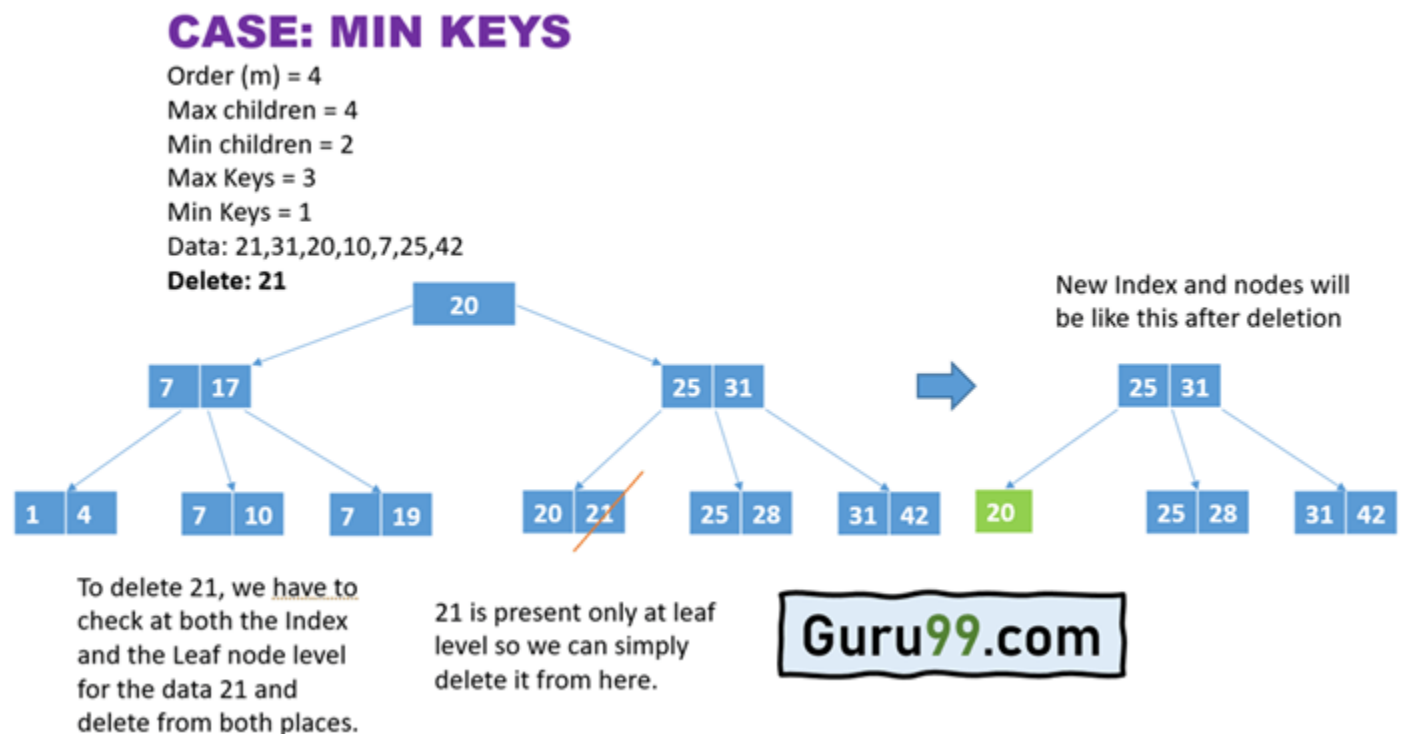 CASE: MIN KEYS
Order (m) = 4
Max children = 4
Min children = 2
Max Keys = 3
Min Keys = 1
Data: 21,31,20,10,7,25,42
Delete: 21
New Index and nodes will
be like this after deletion
20
7 17
25 31
25 31
1 4
7 10
7 19
20 21
25 28
31 42
20
25 28
31 42
To delete 21, we have to
check at both the Index
and the Leaf node level
for the data 21 and
delete from both places.
21 is present only at leaf
level so we can simply
delete it from here.
Guru99.com